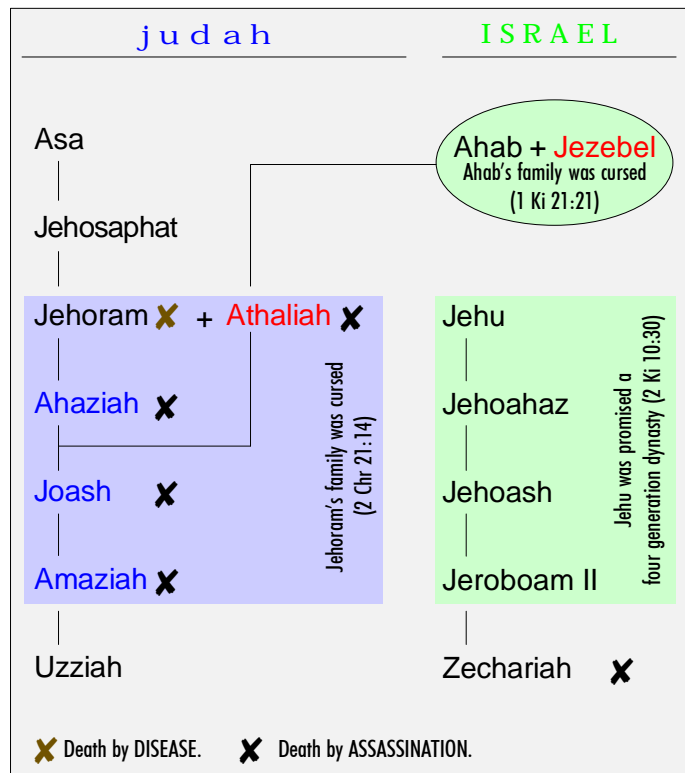 judah
ISRAEL
Asa
Ahab + Jezebel
Ahab's family was cursed
(1 Ki 21:21)
Jehosaphat
Jehoram ✘ + Athaliah ✘
Ahaziah ✘
Joash ✘
Amaziah ✘
Jehoram's family was cursed
(2 Chr 21:14)
Uzziah
Jehu
Jehoahaz
Jehoash
Jeroboam II
Jehu was promised a
four generation dynasty (2 Ki 10:30)
Zechariah ✘
✘ Death by DISEASE.
✘ Death by ASSASSINATION.